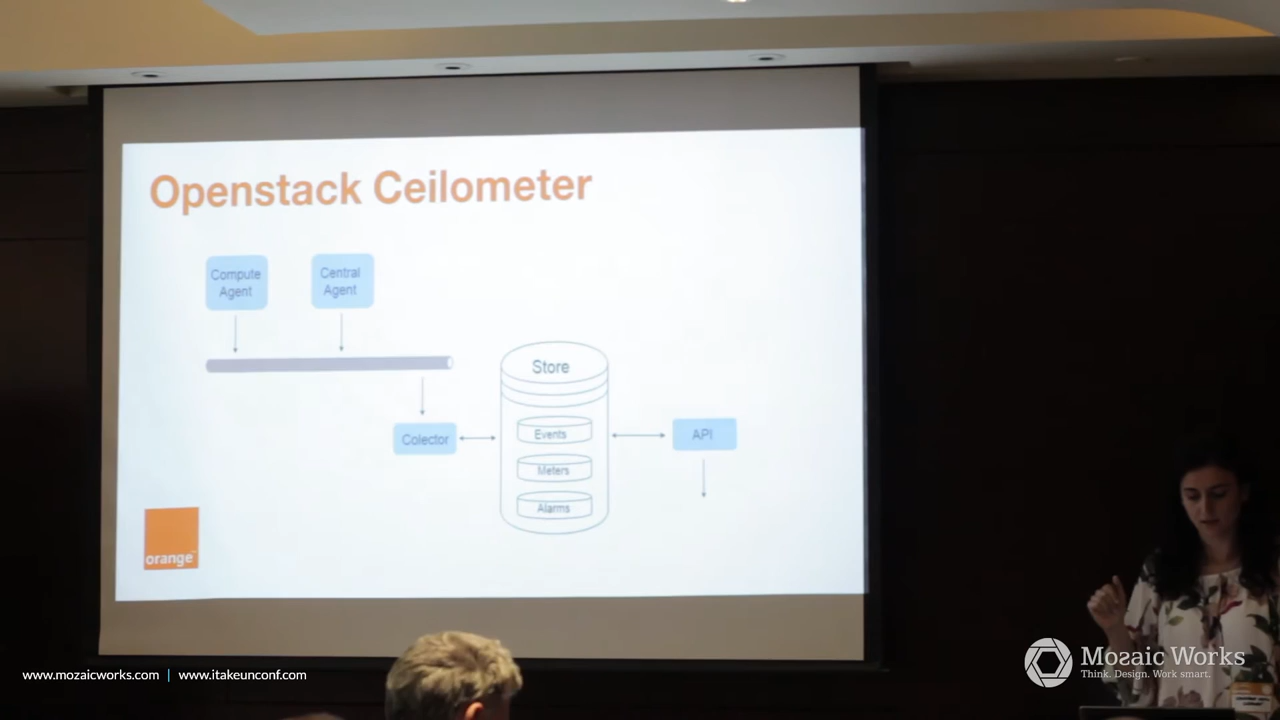 Openstack Ceilometer
Compute
Agent
Central
Agent
Store
Events
Meters
Alarms
Colector
API
orange™
www.mozaicworks.com | www.itakeunconf.com
Mozaic Works
Think. Design. Work smart.